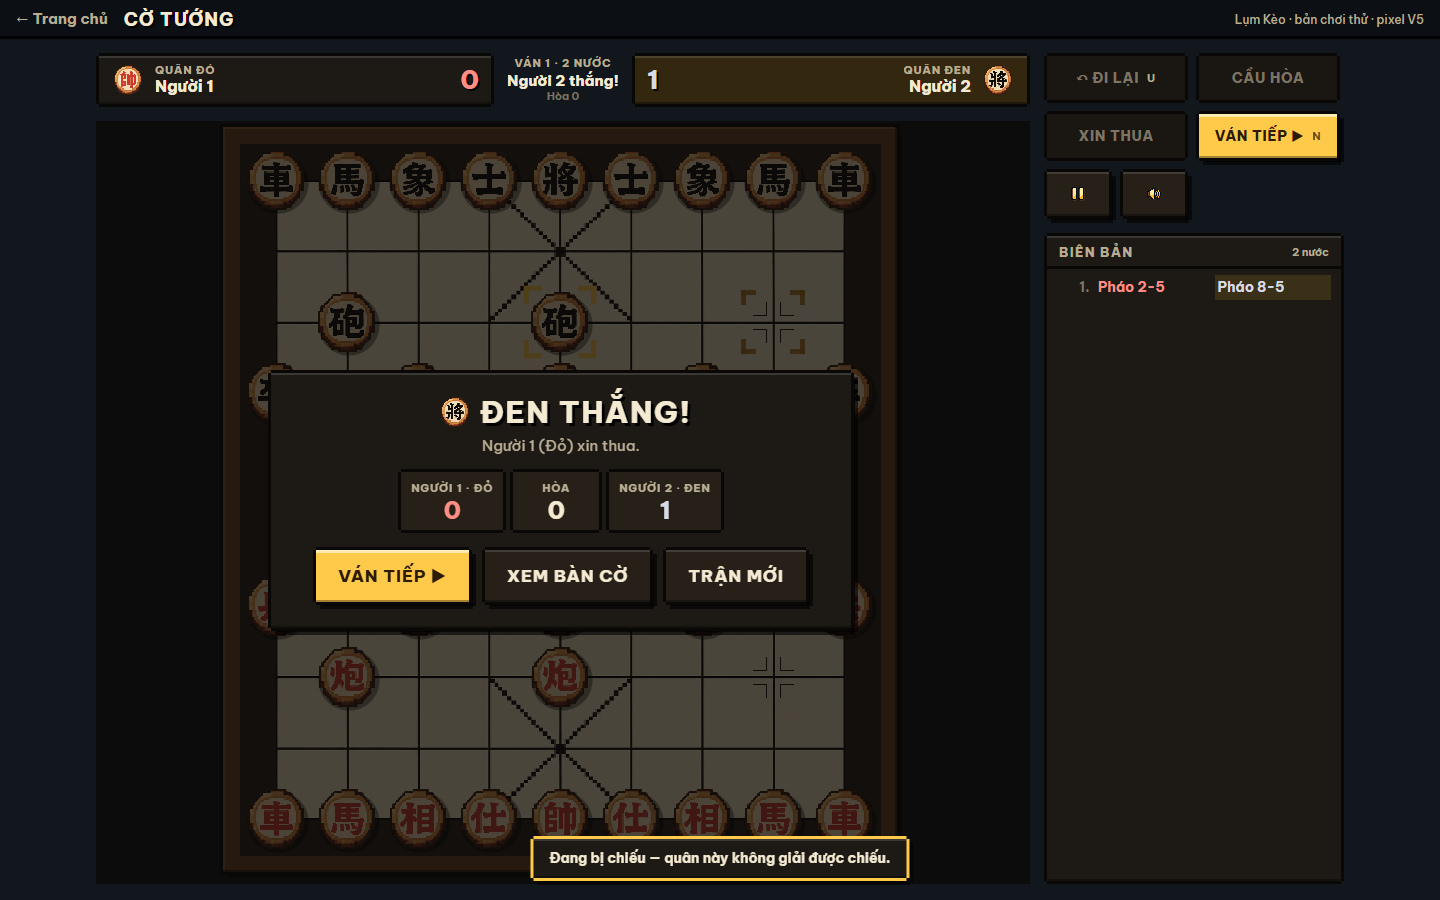 ← Trang chủ CỜ TƯỚNG
Lụm Kèo · bản chơi thử · pixel V5
帥 QUÂN ĐỎ
Người 1
0
VÁN 1 · 2 NƯỚC
Người 2 thắng!
Hòa 0
1
QUÂN ĐEN
Người 2
將
ĐI LẠI U
CẦU HÒA
XIN THUA
VÁN TIẾP ▶ N
BIÊN BẢN
2 nước
1. Pháo 2-5 Pháo 8-5
車 馬 象 士 將 士 象 馬 車
砲 砲
將 ĐEN THẮNG!
Người 1 (Đỏ) xin thua.
NGƯỜI 1 · ĐỎ
0
HÒA
0
NGƯỜI 2 · ĐEN
1
VÁN TIẾP ▶
XEM BÀN CỜ
TRẬN MỚI
炮 炮
車 馬 相 仕 帥 仕 相 馬 車
Đang bị chiếu — quân này không giải được chiếu.